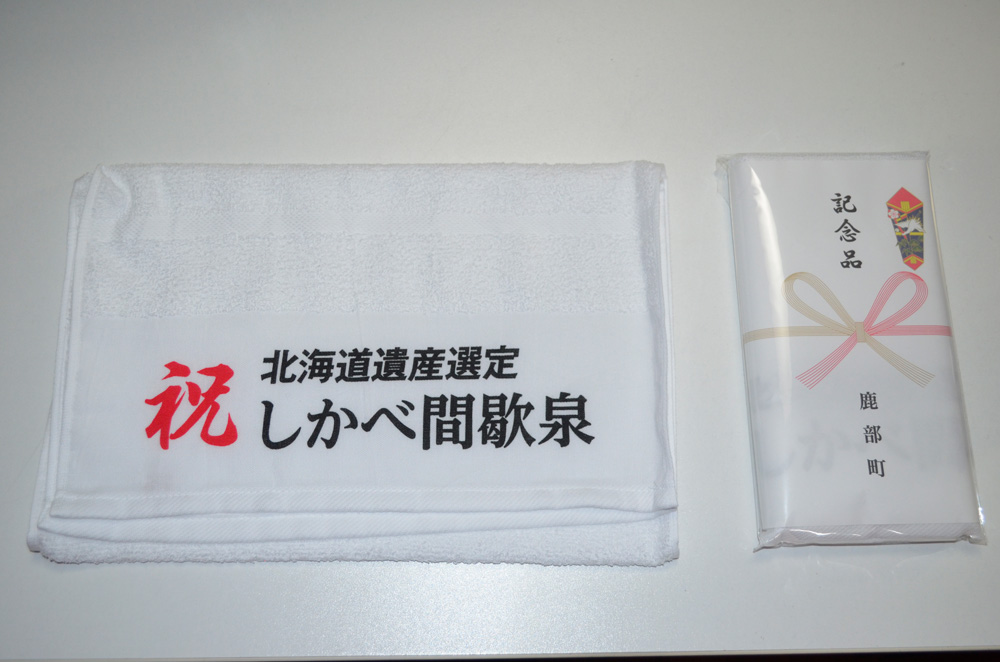 祝
北海道遺産選定
しかべ間歇泉
記念品
鹿部町